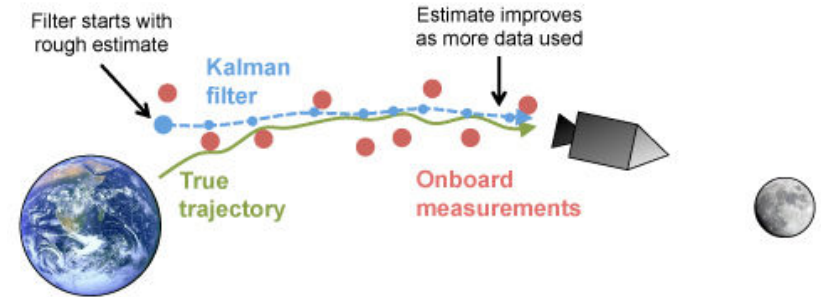 Filter starts with
rough estimate
Kalman
filter
Estimate improves
as more data used
True
trajectory
Onboard
measurements